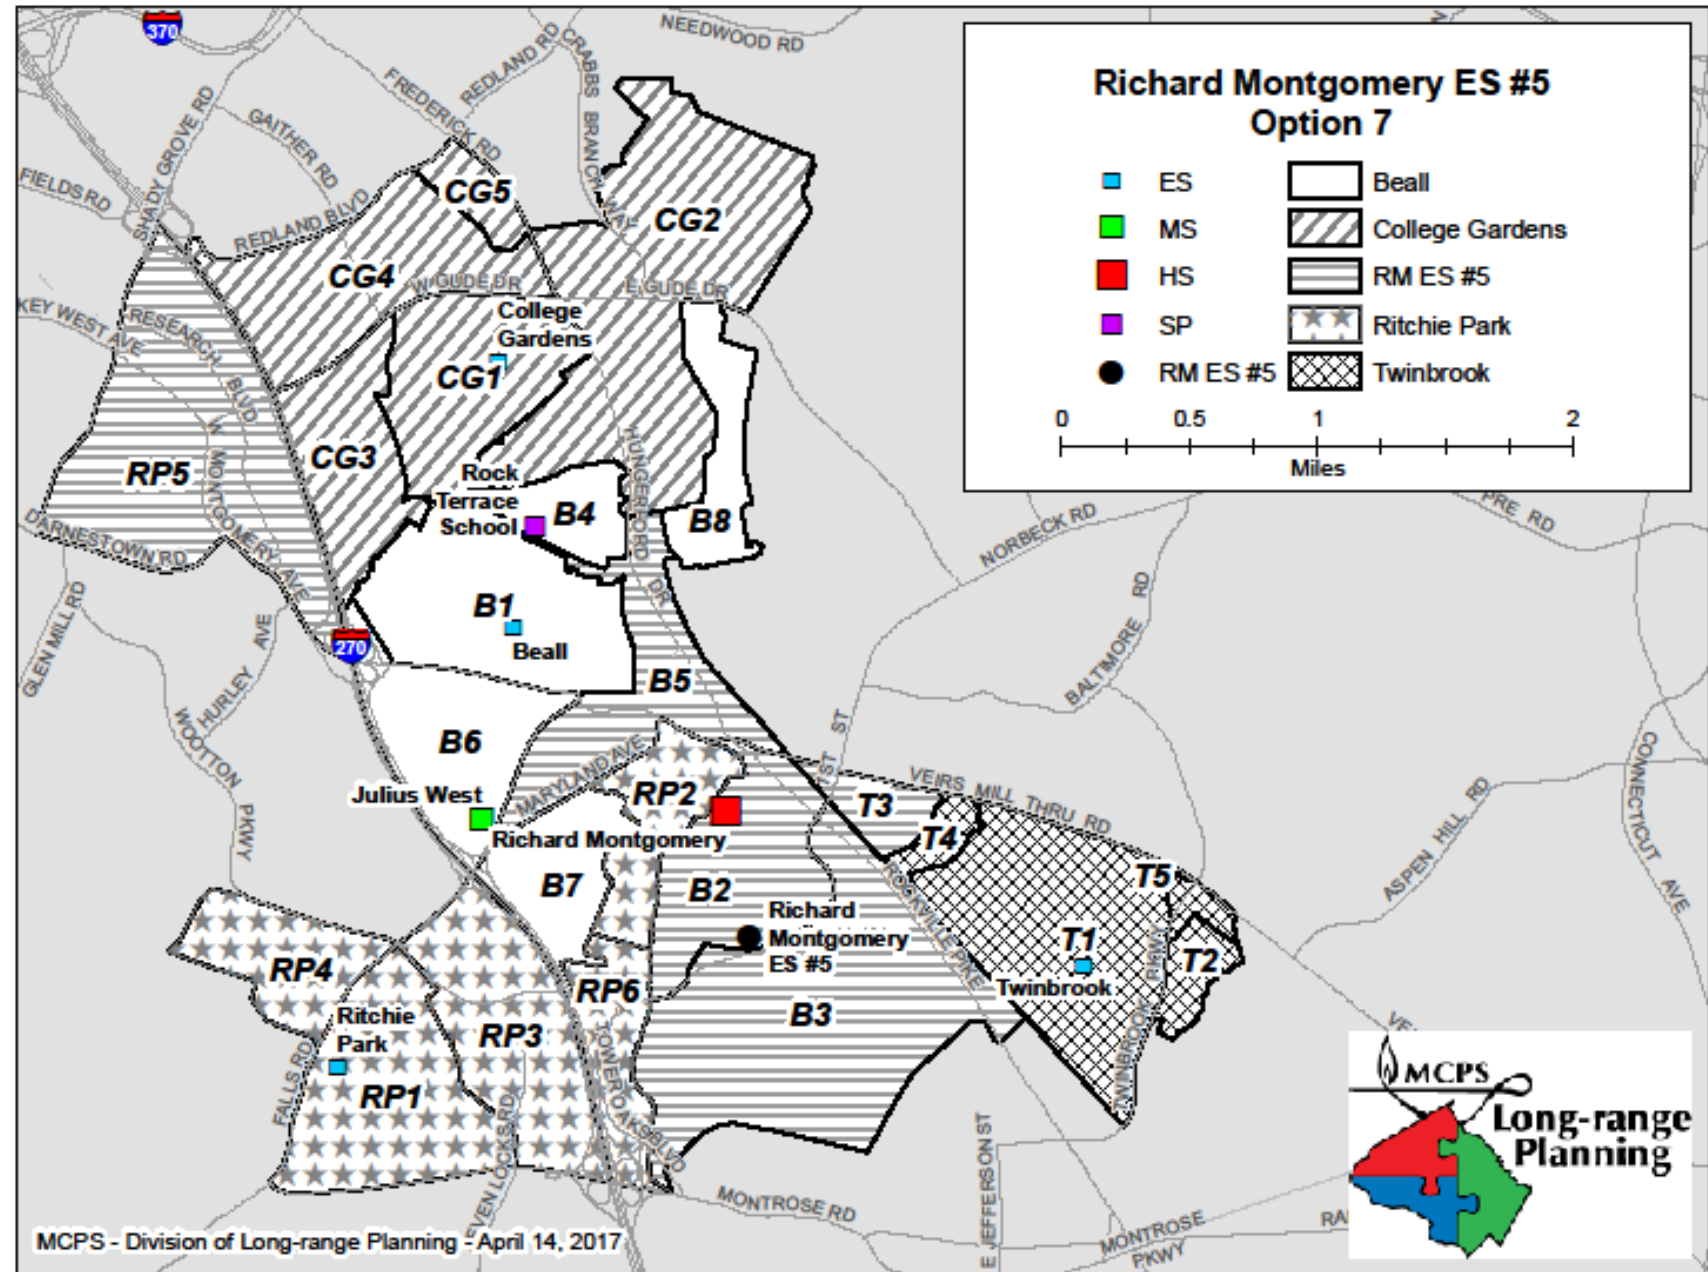 370
NEEDWOOD RD
REDLAND RD
CRABBS BRANCH WAY
FREDERICK RD
SHADY GROVE RD
GAITHER RD
FIELDS RD
REDLAND BLVD
Richard Montgomery ES #5
Option 7
ES
MS
HS
SP
RM ES #5
Beall
College Gardens
RM ES #5
Ritchie Park
Twinbrook
0 0.5 1 2
Miles
CG5
CG2
CG4
W GUDE DR
E GUDE DR
KEY WEST AVE
RESEARCH BLVD
College
Gardens
CG1
CG3
RP5
W MONTGOMERY AVE
HUNGERFORD DR
Rock
Terrace
School
B4
B8
DARNESTOWN RD
NORBECK RD
PRE RD
GLEN MILL RD
HURLEY AVE
WOOTTON PKWY
270
B1
Beall
BALTIMORE RD
B5
B6
1ST ST
MARYLAND AVE
VEIRS MILL THRU RD
Julius West
RP2
T3
T4
Richard Montgomery
CONNECTICUT AVE
ASPEN HILL RD
B7
B2
T5
ROCKVILLE PIKE
Richard
Montgomery
ES #5
T1
T2
Twinbrook
TWINBROOK PKWY
RP4
RP6
B3
Ritchie
Park
RP3
RP1
FALLS RD
TOWER OAKS BLVD
SEVEN LOCKS RD
E JEFFERSON ST
MONTROSE RD
MONTROSE
PKWY
RA
VE
MCPS
Long-range
Planning
MCPS - Division of Long-range Planning - April 14, 2017